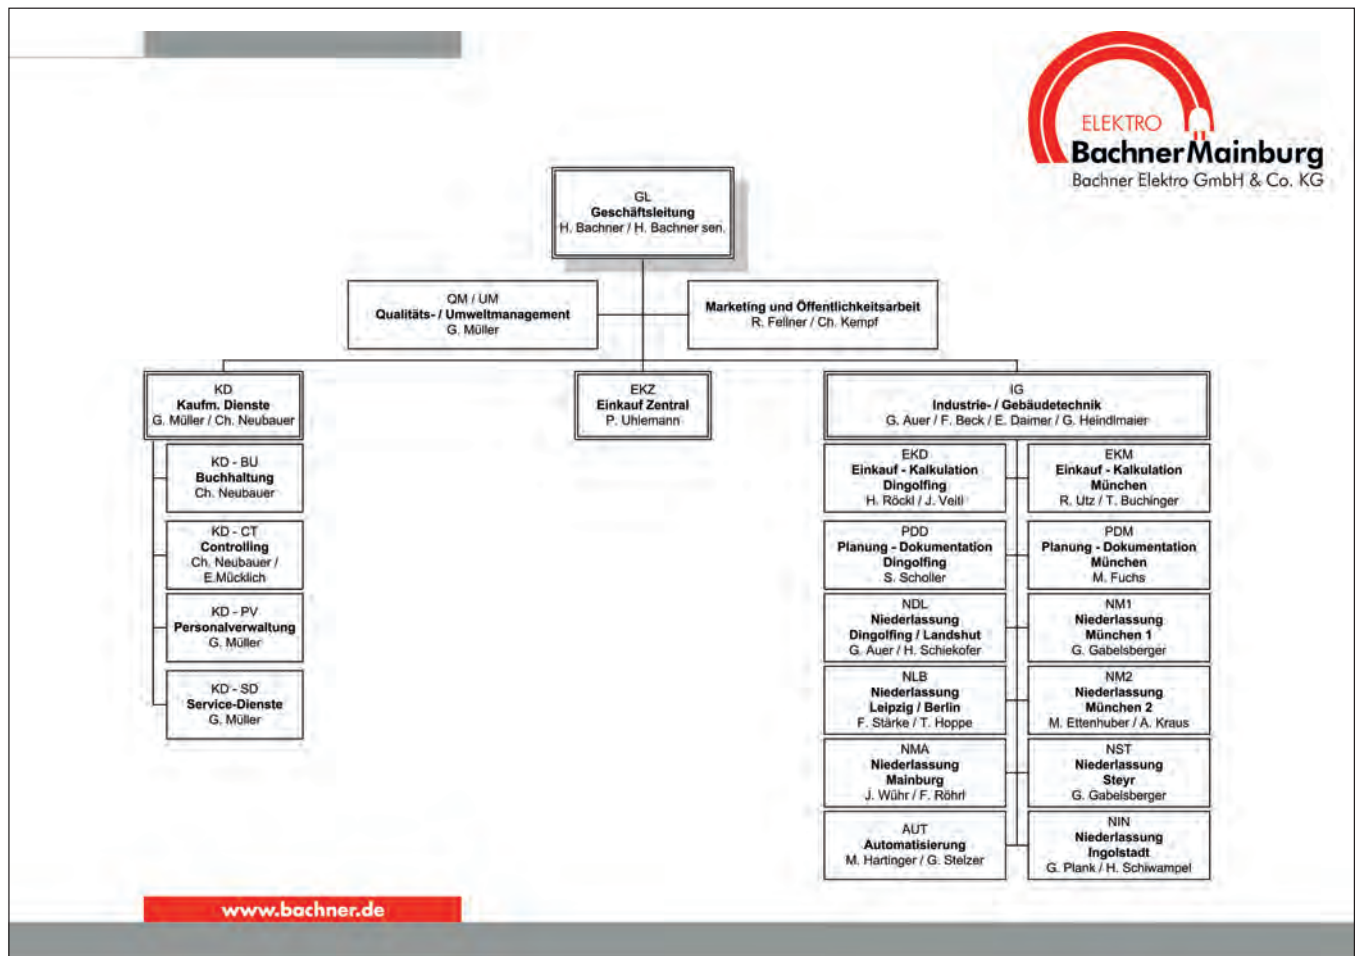 ELEKTRO
Bachner Mainburg
Bachner Elektro GmbH & Co. KG
GL
Geschäftsleitung
H. Bachner / H. Bachner sen.
QM / UM
Qualitäts- / Umweltmanagement
G. Müller
Marketing und Öffentlichkeitsarbeit
R. Fellner / Ch. Kempf
KD
Kaufm. Dienste
G. Müller / Ch. Neubauer
EKZ
Einkauf Zentral
P. Uhlemann
IG
Industrie- / Gebäudetechnik
G. Auer / F. Beck / E. Daimer / G. Heindlmaier
KD - BU
Buchhaltung
Ch. Neubauer
KD - CT
Controlling
Ch. Neubauer /
E.Mücklich
KD - PV
Personalverwaltung
G. Müller
KD - SD
Service-Dienste
G. Müller
EKD
Einkauf - Kalkulation
Dingolfing
H. Röckl / J. Veitl
EKM
Einkauf - Kalkulation
München
R. Utz / T. Buchinger
PDD
Planung - Dokumentation
Dingolfing
S. Scholler
PDM
Planung - Dokumentation
München
M. Fuchs
NDL
Niederlassung
Dingolfing / Landshut
G. Auer / H. Schiekofer
NM1
Niederlassung
München 1
G. Gabelsberger
NLB
Niederlassung
Leipzig / Berlin
F. Stärke / T. Hoppe
NM2
Niederlassung
München 2
M. Ettenhuber / A. Kraus
NMA
Niederlassung
Mainburg
J. Wühr / F. Röhrl
NST
Niederlassung
Steyr
G. Gabelsberger
AUT
Automatisierung
M. Hartinger / G. Stelzer
NIN
Niederlassung
Ingolstadt
G. Plank / H. Schiwampel
www.bachner.de